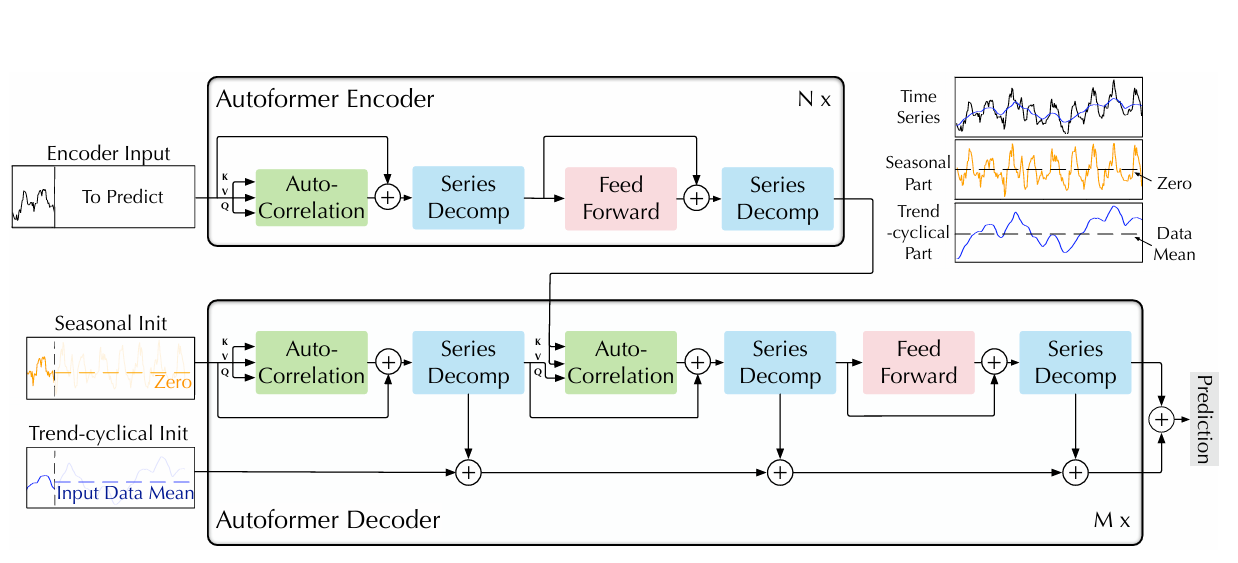 Autoformer Encoder
N x
Encoder Input
To Predict
K
V
Q
Auto-
Correlation
Series
Decomp
Feed
Forward
Series
Decomp
Time
Series
Seasonal
Part
Zero
Trend
-cyclical
Part
Data
Mean
Seasonal Init
Zero
K
V
Q
Auto-
Correlation
Series
Decomp
K
V
Q
Auto-
Correlation
Series
Decomp
Feed
Forward
Series
Decomp
Prediction
Trend-cyclical Init
Input Data Mean
Autoformer Decoder
M x